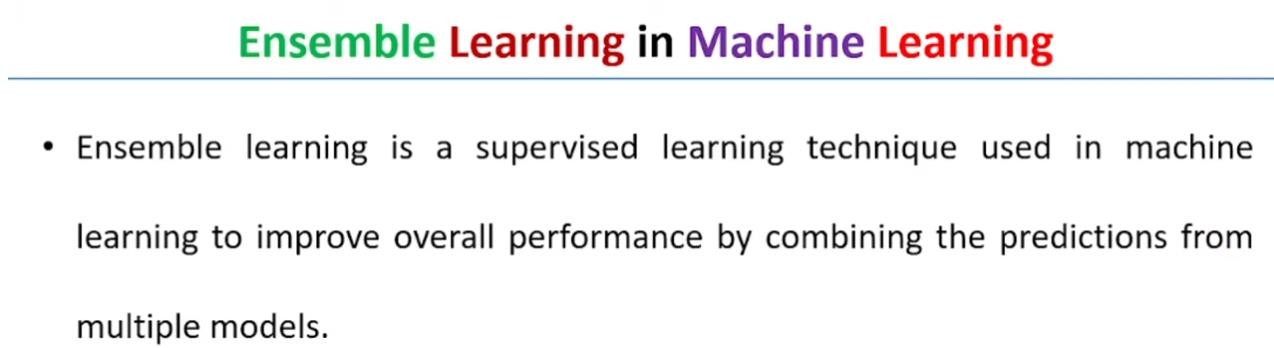 Ensemble Learning in Machine Learning
• Ensemble learning is a supervised learning technique used in machine
learning to improve overall performance by combining the predictions from
multiple models.